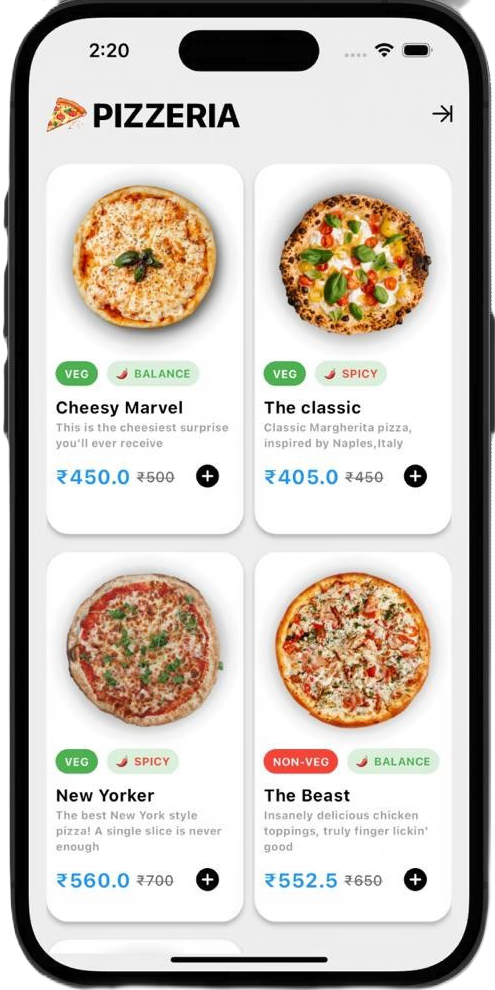 2:20
PIZZERIA
VEG
BALANCE
Cheesy Marvel
This is the cheesiest surprise
you'll ever receive
₹450.0 ₹500
VEG
SPICY
The classic
Classic Margherita pizza,
inspired by Naples,Italy
₹405.0 ₹450
VEG
SPICY
New Yorker
The best New York style
pizza! A single slice is never
enough
₹560.0 ₹700
NON-VEG
BALANCE
The Beast
Insanely delicious chicken
toppings, truly finger lickin'
good
₹552.5 ₹650